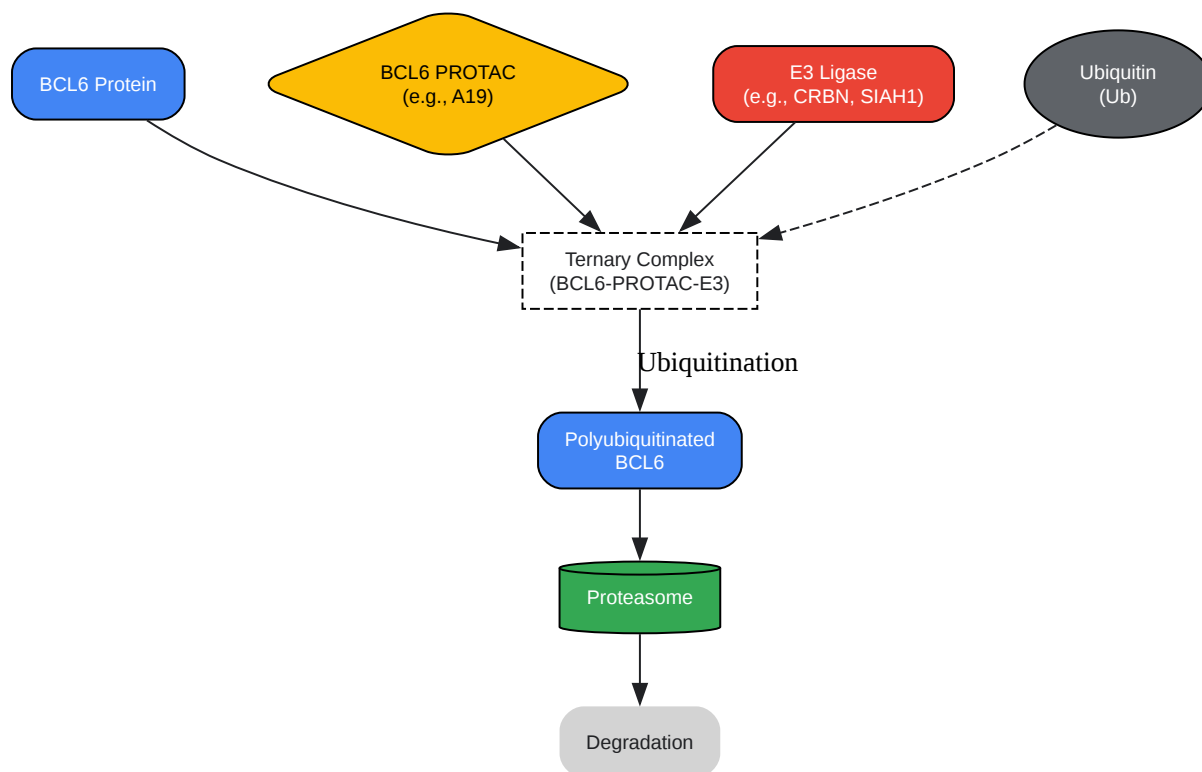 BCL6 Protein
BCL6 PROTAC
(e.g., A19)
E3 Ligase
(e.g., CRBN, SIAH1)
Ubiquitin
(Ub)
Ternary Complex
(BCL6-PROTAC-E3)
Ubiquitination
Polyubiquitinated
BCL6
Proteasome
Degradation